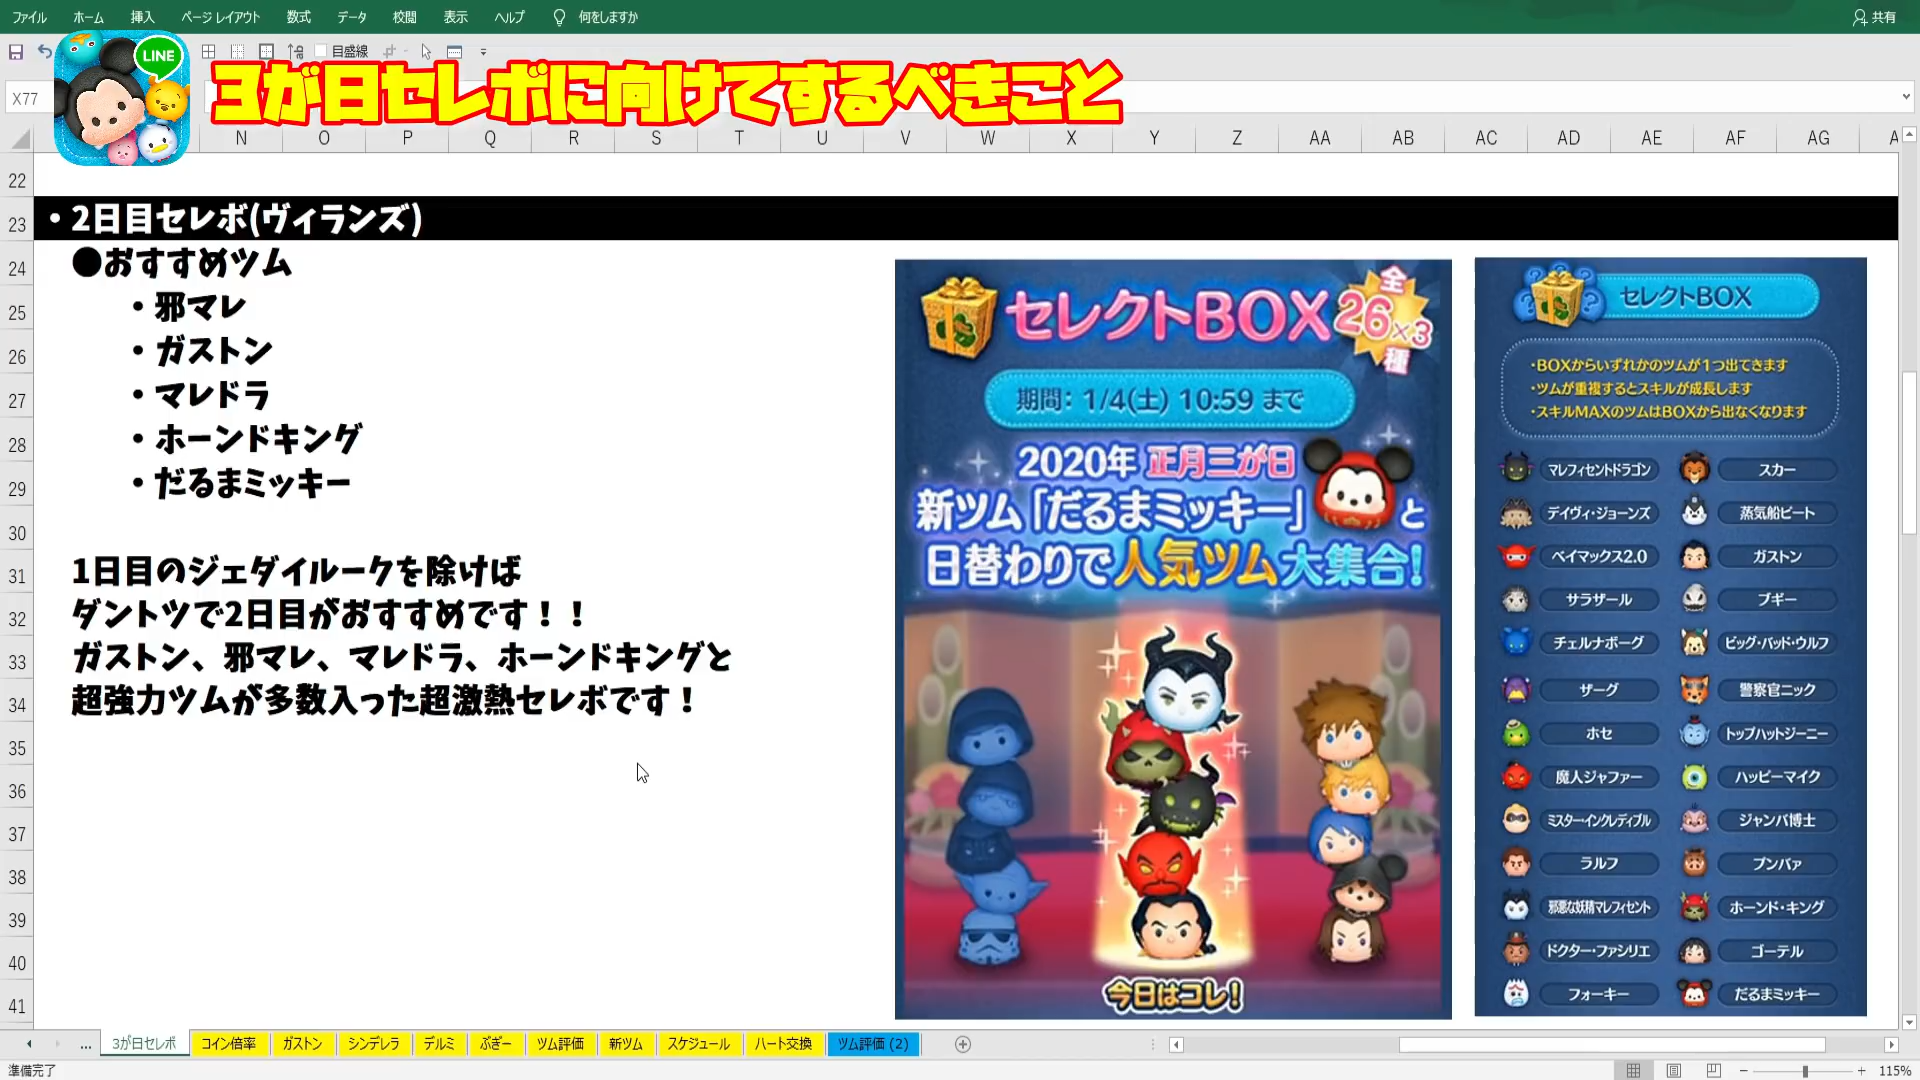 ファイル ホーム 挿入 ページ レイアウト 数式 データ 校閲 表示 ヘルプ 何をしますか 共有
目盛線
LINE
3が日セレボに向けてするべきこと
X77
N O P Q R S T U V W X Y Z AA AB AC AD AE AF AG
22
23 ・2日目セレボ(ヴィランズ)
24 ●おすすめツム
25 ・邪マレ
26 ・ガストン
27 ・マレドラ
28 ・ホーンドキング
29 ・だるまミッキー
30
31 1日目のジェダイルークを除けば
32 ダントツで2日目がおすすめです！！
33 ガストン、邪マレ、マレドラ、ホーンドキングと
34 超強力ツムが多数入った超激熱セレボです！
35
36
37
38
39
40
41
セレクトBOX
全26×3種
期間：1/4(土) 10:59 まで
2020年 正月三が日
新ツム「だるまミッキー」と
日替わりで人気ツム大集合!
今日はコレ!
セレクトBOX
・BOXからいずれかのツムが1つ出てきます
・ツムが重複するとスキルが成長します
・スキルMAXのツムはBOXから出なくなります
マレフィセントドラゴン スカー
デイヴィ・ジョーンズ 蒸気船ピート
ベイマックス2.0 ガストン
サラザール ブギー
チェルナボーグ ビッグ・バッド・ウルフ
ザーグ 警察官ニック
ホセ トップハットジーニー
魔人ジャファー ハッピーマイク
ミスター・インクレディブル ジャンバ博士
ラルフ プンバァ
邪悪な妖精マレフィセント ホーンド・キング
ドクター・ファシリエ ゴーテル
フォーキー だるまミッキー
... 3が日セレボ コイン倍率 ガストン シンデレラ デルミ ぶぎー ツム評価 新ツム スケジュール ハート交換 ツム評価 (2)
準備完了 115%